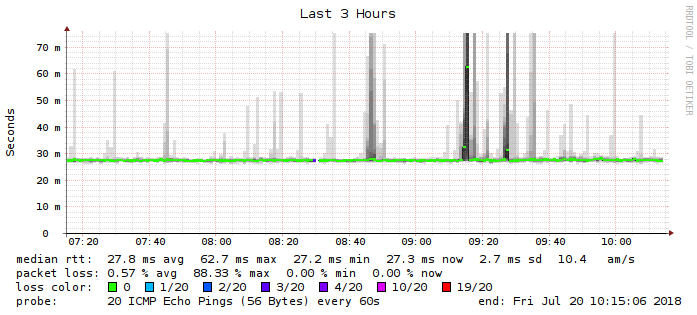 Last 3 Hours
RRDTOOL / TOBI OETIKER
Seconds
70 m
60 m
50 m
40 m
30 m
20 m
10 m
0
07:20 07:40 08:00 08:20 08:40 09:00 09:20 09:40 10:00
median rtt: 27.8 ms avg 62.7 ms max 27.2 ms min 27.3 ms now 2.7 ms sd 10.4 am/s
packet loss: 0.57 % avg 88.33 % max 0.00 % min 0.00 % now
loss color: 0 1/20 2/20 3/20 4/20 10/20 19/20
probe: 20 ICMP Echo Pings (56 Bytes) every 60s end: Fri Jul 20 10:15:06 2018